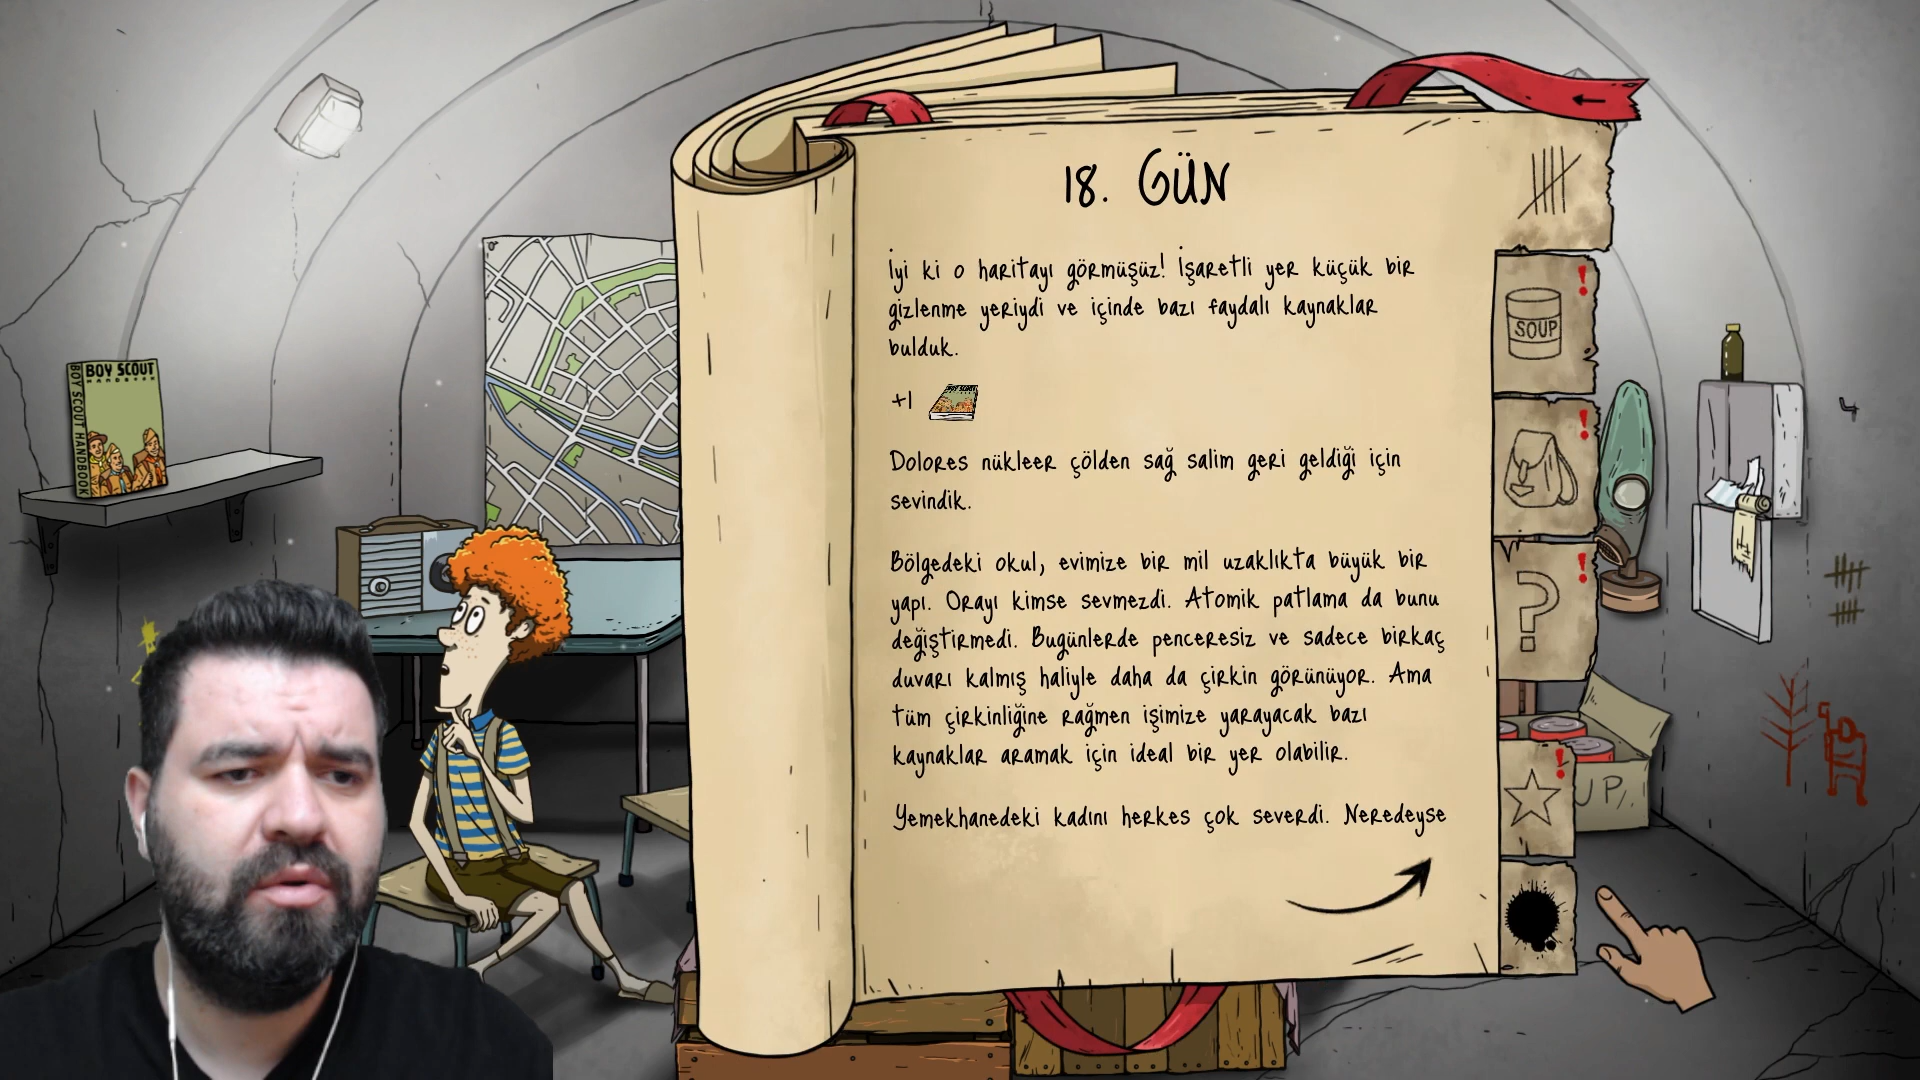 18. GÜN
İyi ki o haritayı görmüşüz! İşaretli yer küçük bir
gizlenme yeriydi ve içinde bazı faydalı kaynaklar
bulduk.
+1
Dolores nükleer çölden sağ salim geri geldiği için
sevindik.
Bölgedeki okul, evimize bir mil uzaklıkta büyük bir
yapı. Orayı kimse sevmezdi. Atomik patlama da bunu
değiştirmedi. Bugünlerde penceresiz ve sadece birkaç
duvarı kalmış haliyle daha da çirkin görünüyor. Ama
tüm çirkinliğine rağmen işimize yarayacak bazı
kaynaklar aramak için ideal bir yer olabilir.
Yemekhanedeki kadını herkes çok severdi. Neredeyse
SOUP
!
!
?
!
!
BOY SCOUT
HANDBOOK
BOY SCOUT HANDBOOK
UP